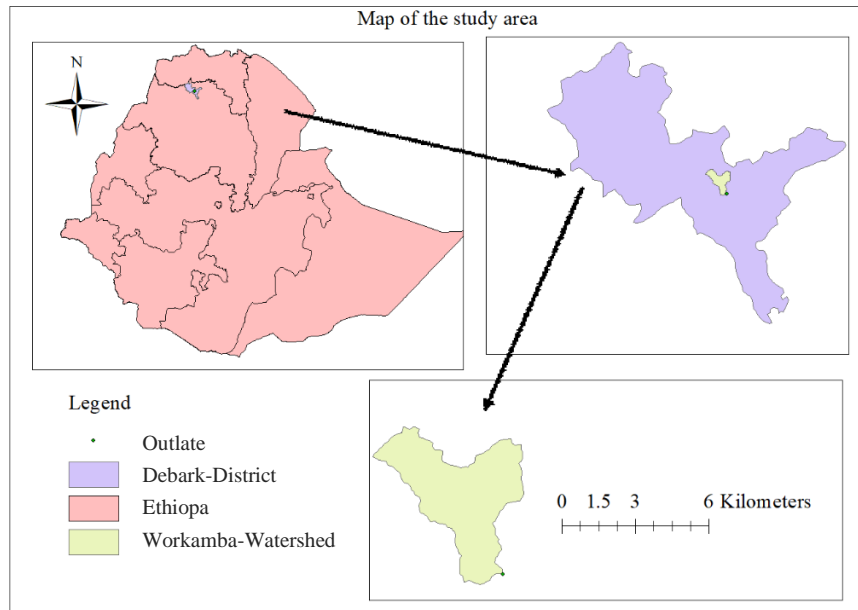 Map of the study area
N
Legend
Outlate
Debark-District
Ethiopa
Workamba-Watershed
0 1.5 3 6 Kilometers